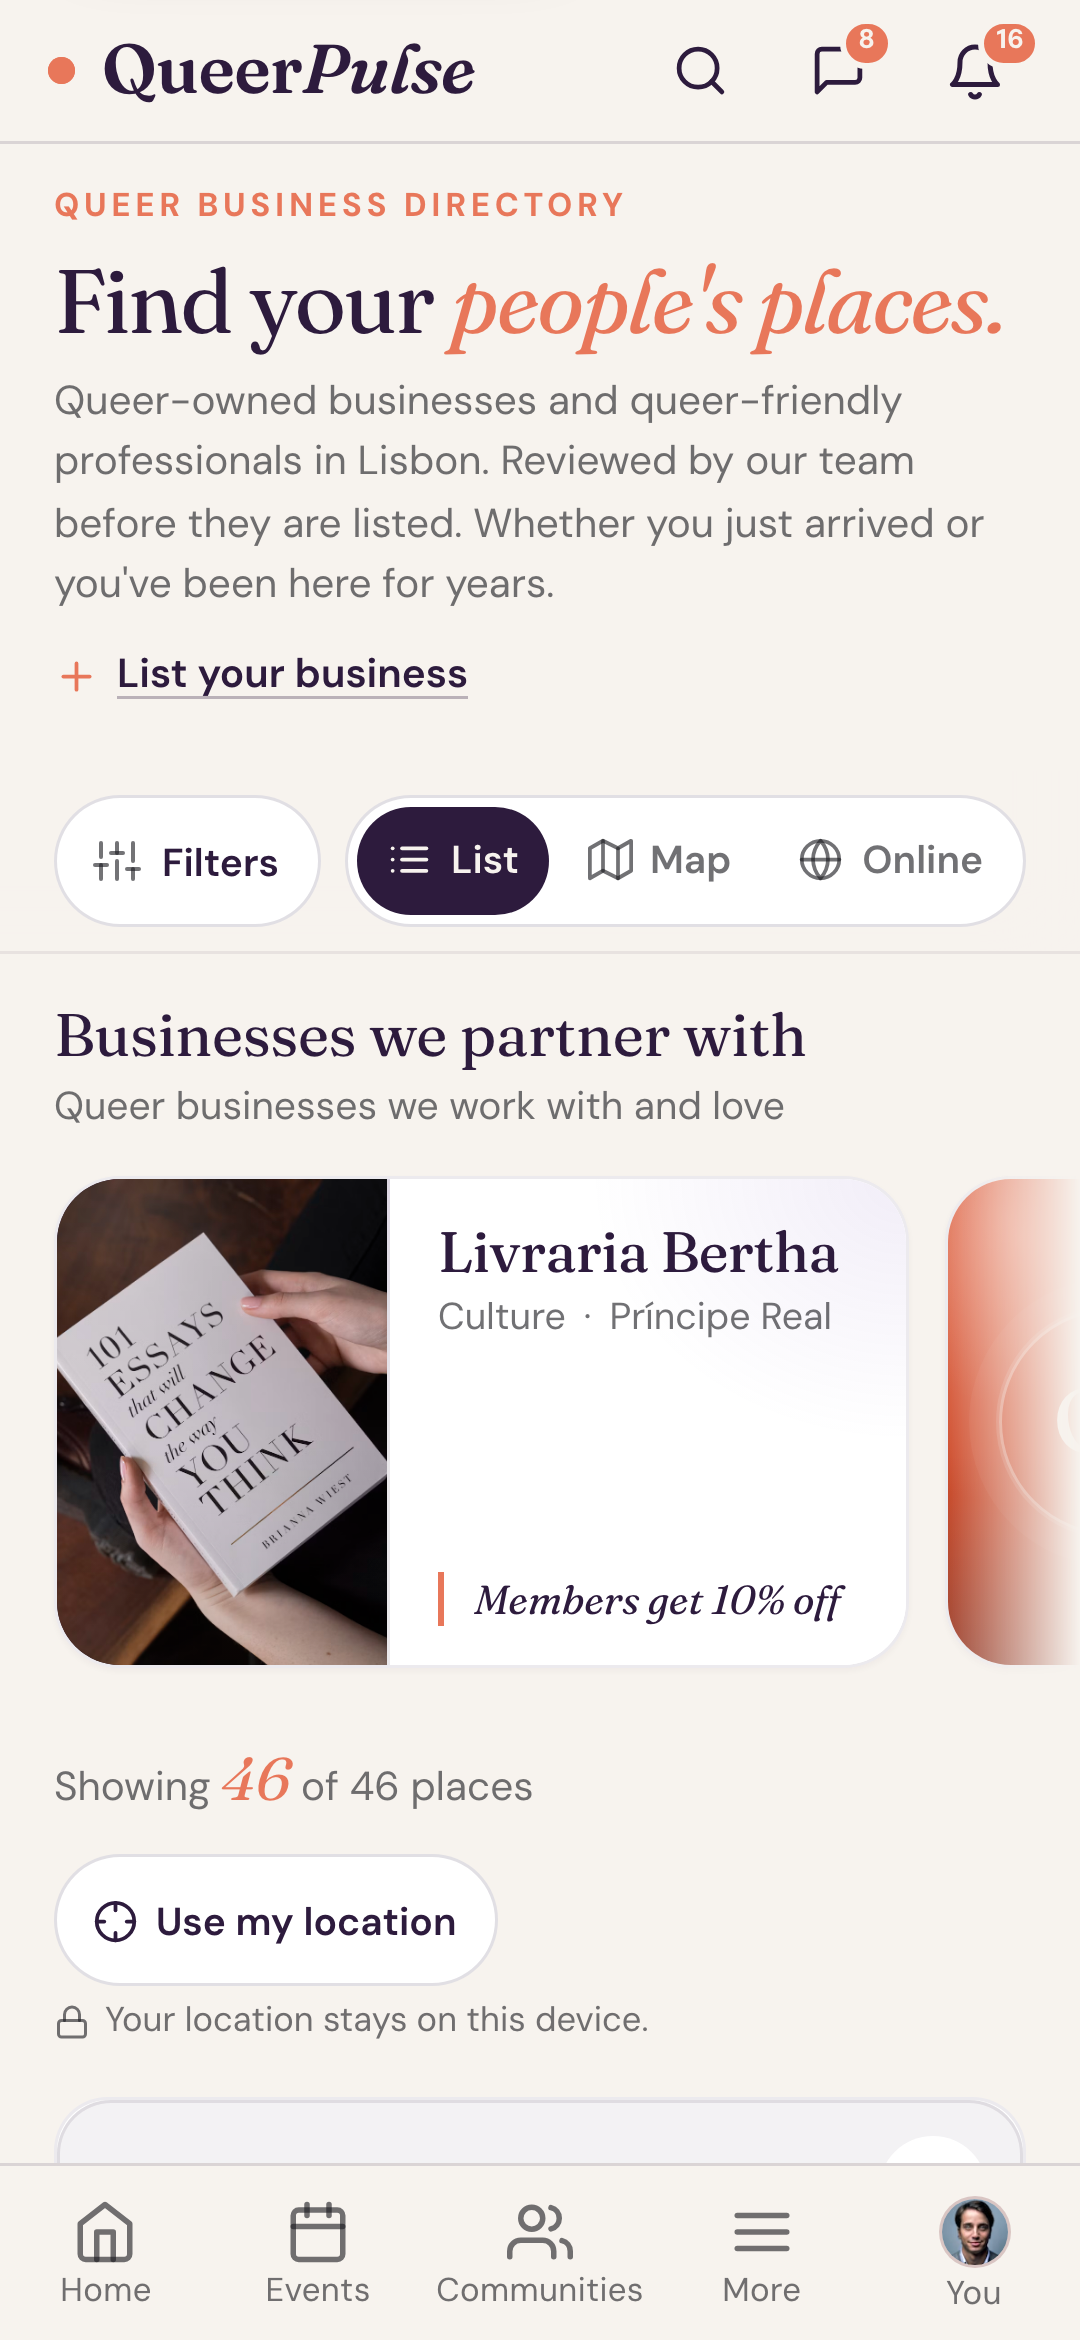 QueerPulse
8
16
QUEER BUSINESS DIRECTORY
Find your people's places.
Queer-owned businesses and queer-friendly
professionals in Lisbon. Reviewed by our team
before they are listed. Whether you just arrived or
you've been here for years.
+ List your business
Filters
List
Map
Online
Businesses we partner with
Queer businesses we work with and love
101
ESSAYS
that will
CHANGE
the way
YOU
THINK
BRIANNA WIEST
Livraria Bertha
Culture · Príncipe Real
Members get 10% off
Showing 46 of 46 places
Use my location
Your location stays on this device.
Home
Events
Communities
More
You